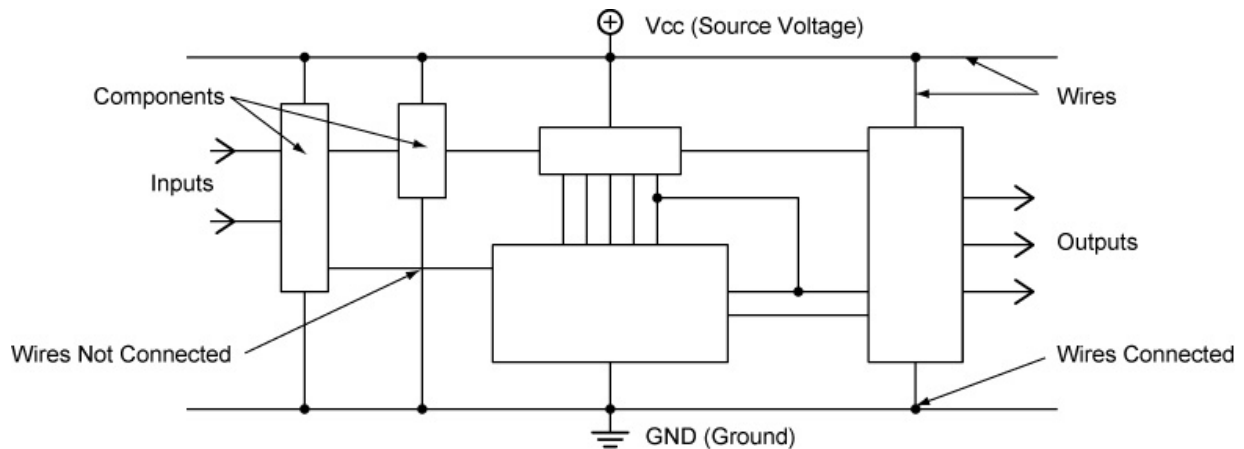 Vcc (Source Voltage)
Components
Wires
Inputs
Outputs
Wires Not Connected
Wires Connected
GND (Ground)